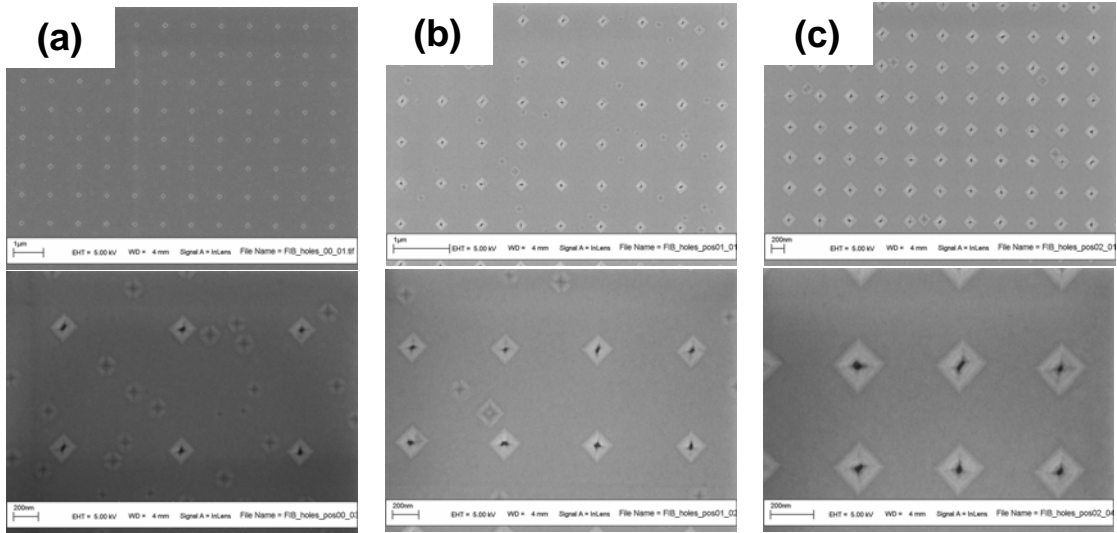 (a)
(b)
(c)
1µm
EHT = 5.00 kV WD = 4 mm Signal A = InLens File Name = FIB_holes_00_01.tif
1µm
EHT = 5.00 kV WD = 4 mm Signal A = InLens File Name = FIB_holes_pos01_01
200nm
EHT = 5.00 kV WD = 4 mm Signal A = InLens File Name = FIB_holes_pos02_01
200nm
EHT = 5.00 kV WD = 4 mm Signal A = InLens File Name = FIB_holes_pos00_03
200nm
EHT = 5.00 kV WD = 4 mm Signal A = InLens File Name = FIB_holes_pos01_02
200nm
EHT = 5.00 kV WD = 4 mm Signal A = InLens File Name = FIB_holes_pos02_04